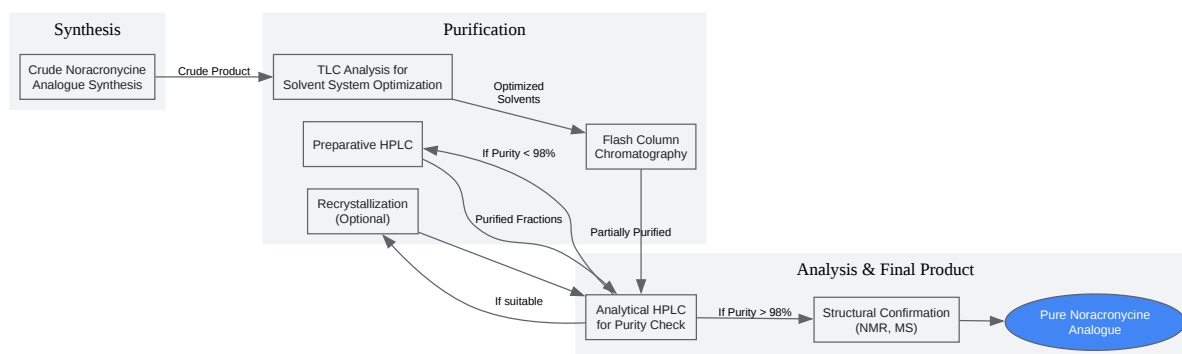 Synthesis
Crude Noracronycine
Analogue Synthesis
Crude Product
Purification
TLC Analysis for
Solvent System Optimization
Optimized
Solvents
Flash Column
Chromatography
Preparative HPLC
If Purity < 98%
Recrystallization
(Optional)
Purified Fractions
Partially Purified
If suitable
Analysis & Final Product
Analytical HPLC
for Purity Check
If Purity > 98%
Structural Confirmation
(NMR, MS)
Pure Noracronycine
Analogue